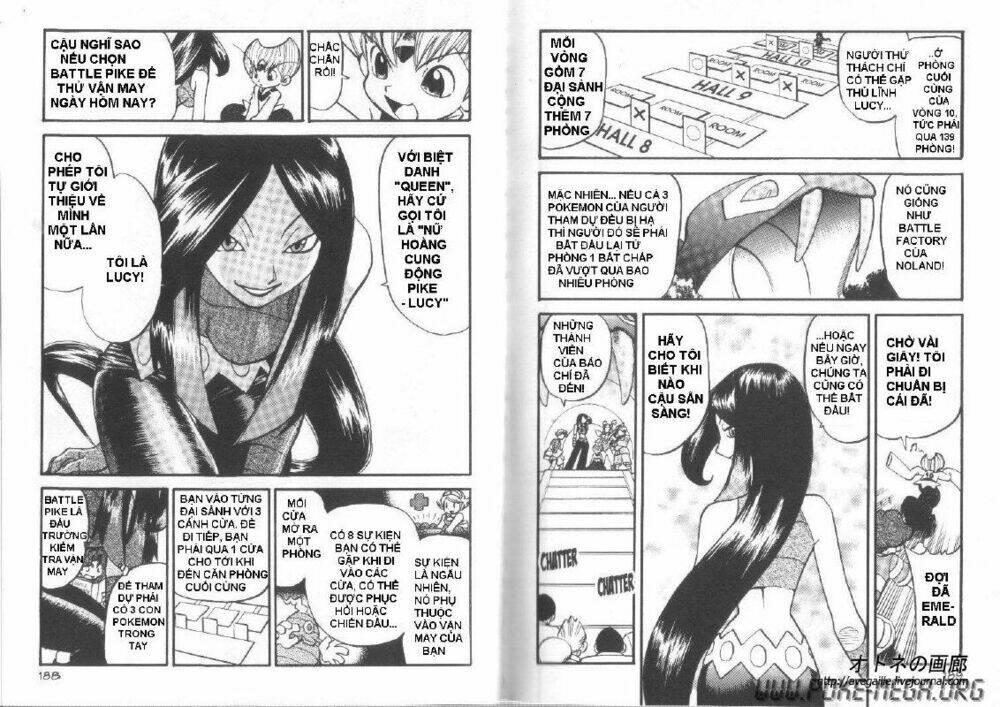 CẬU NGHĨ SAO
NẾU CHỌN
BATTLE PIKE ĐỂ
THỬ VẬN MAY
NGÀY HÔM NAY?
CHẮC
CHẮN
RỒI!
CHO
PHÉP TÔI
TỰ GIỚI
THIỆU VỀ
MÌNH
MỘT LẦN
NỮA...
TÔI LÀ
LUCY!
VỚI BIỆT
DANH
"QUEEN",
HÃY CỨ
GỌI TÔI
LÀ "NỮ
HOÀNG
CUNG
ĐỘNG
PIKE
- LUCY"
BATTLE
PIKE LÀ
ĐẤU
TRƯỜNG
KIỂM
TRA VẬN
MAY
ĐỂ THAM
DỰ PHẢI
CÓ 3 CON
POKEMON
TRONG
TAY
BẠN VÀO TỪNG
ĐẠI SẢNH VỚI 3
CÁNH CỬA. ĐỂ
ĐI TIẾP, BẠN
PHẢI QUA 1 CỬA
CHO TỚI KHI
ĐẾN CĂN PHÒNG
CUỐI CÙNG
MỖI
CỬA
MỞ RA
MỘT
PHÒNG
CÓ 8 SỰ KIỆN
BẠN CÓ THỂ
GẶP KHI ĐI
VÀO CÁC
CỬA, CÓ THỂ
ĐƯỢC PHỤC
HỒI HOẶC
CHIẾN ĐẤU...
SỰ KIỆN
LÀ NGẪU
NHIÊN,
NÓ PHỤ
THUỘC
VÀO VẬN
MAY CỦA
BẠN
188
MỖI
VÒNG
GỒM 7
ĐẠI SẢNH
CỘNG
THÊM 7
PHÒNG
ROOM
HALL 10
ROOM
ROOM
HALL 9
ROOM
HALL 8
NGƯỜI THỬ
THÁCH CHỈ
CÓ THỂ GẶP
THỦ LĨNH
LUCY...
...Ở
PHÒNG
CUỐI
CÙNG
CỦA
VÒNG 10,
TỨC PHẢI
QUA 139
PHÒNG!
MẶC NHIÊN... NẾU CẢ 3
POKEMON CỦA NGƯỜI
THAM DỰ ĐỀU BỊ HẠ
THÌ NGƯỜI ĐÓ SẼ PHẢI
BẮT ĐẦU LẠI TỪ
PHÒNG 1 BẤT CHẤP
ĐÃ VƯỢT QUA BAO
NHIÊU PHÒNG
NÓ CŨNG
GIỐNG
NHƯ
BATTLE
FACTORY
CỦA
NOLAND!
NHỮNG
THÀNH
VIÊN
CỦA BÁO
CHÍ ĐÃ
ĐẾN!
CHATTER
CHATTER
HÃY
CHO TÔI
BIẾT KHI
NÀO
CẬU SẴN
SÀNG!
...HOẶC
NẾU NGAY
BÂY GIỜ,
CHÚNG TA
CŨNG CÓ
THỂ BẮT
ĐẦU!
CHỜ VÀI
GIÂY! TÔI
PHẢI ĐI
CHUẨN BỊ
CÁI ĐÃ!
ĐỢI
ĐÃ
EME-
RALD
オトネの画廊
http://ayegaille.livejournal.com
WWW.POKE-MEGA.ORG